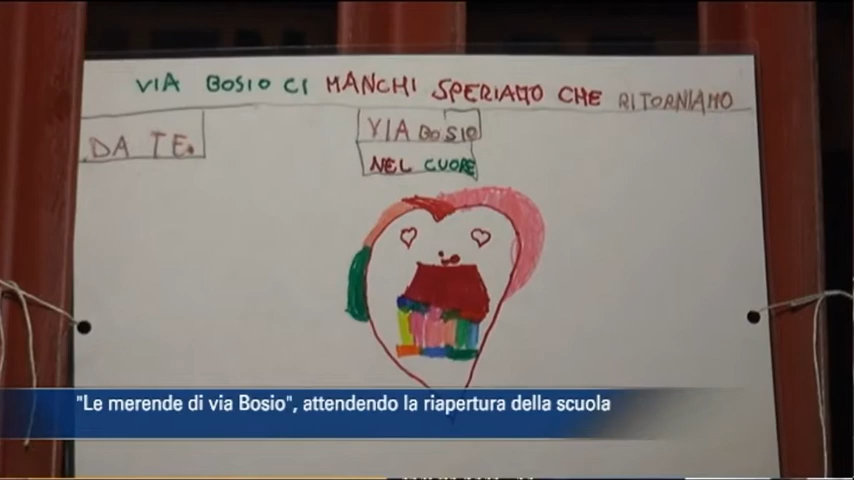 VIA BOSIO CI MANCHI SPERIAMO CHE RITORNIAMO
DA TE.
VIA BOSIO
NEL CUORE
"Le merende di via Bosio", attendendo la riapertura della scuola